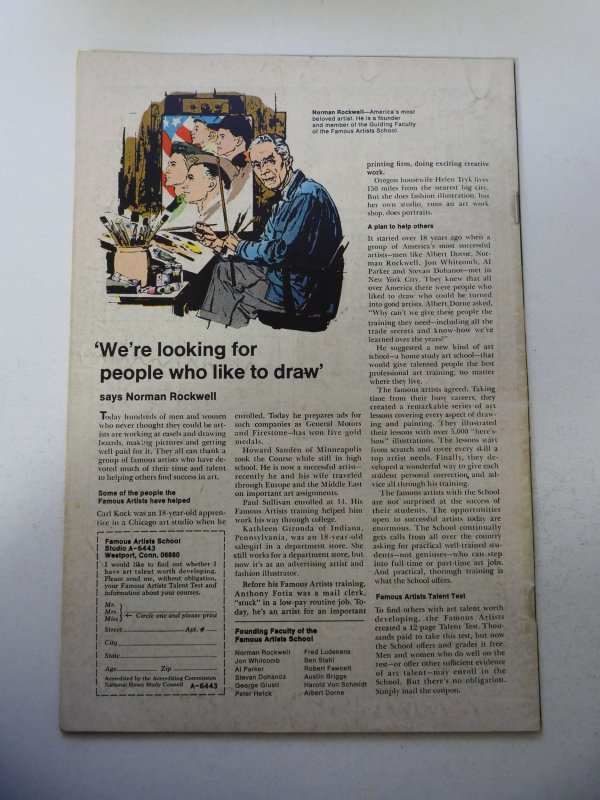 Norman Rockwell—America's most
beloved artist. He is a founder
and member of the Guiding Faculty
of the Famous Artists School.
'We're looking for
people who like to draw'
says Norman Rockwell
Today hundreds of men and women
who never thought they could be art-
ists are working at easels and drawing
boards, making pictures and getting
well paid for it. They all can thank a
group of famous artists who have de-
voted much of their time and talent
to helping others find success in art.
Some of the people the
Famous Artists have helped
Carl Kock was an 18-year-old appren-
tice in a Chicago art studio when he
Famous Artists School
Studio A-6443
Westport, Conn. 06880
I would like to find out whether I
have art talent worth developing.
Please send me, without obligation,
your Famous Artists Talent Test and
information about your courses.
Mr.
Mrs.
Miss
← Circle one and please print
Street Apt. #
City
State
Age Zip
Accredited by the Accrediting Commission
National Home Study Council A-6443
enrolled. Today he prepares ads for
such companies as General Motors
and Firestone—has won five gold
medals.
Howard Sanden of Minneapolis
took the Course while still in high
school. He is now a successful artist—
recently he and his wife traveled
through Europe and the Middle East
on important art assignments.
Paul Sullivan enrolled at 14. His
Famous Artists training helped him
work his way through college.
Kathleen Gironda of Indiana,
Pennsylvania, was an 18-year-old
salesgirl in a department store. She
still works for a department store, but
now it's as an advertising artist and
fashion illustrator.
Before his Famous Artists training,
Anthony Fotia was a mail clerk,
"stuck" in a low-pay routine job. To-
day, he's an artist for an important
Founding Faculty of the
Famous Artists School
Norman Rockwell
Jon Whitcomb
Al Parker
Stevan Dohanos
George Giusti
Peter Helck
Fred Ludekens
Ben Stahl
Robert Fawcett
Austin Briggs
Harold Von Schmidt
Albert Dorne
printing firm, doing exciting creative
work.
Oregon housewife Helen Tryk lives
150 miles from the nearest big city.
But she does fashion illustration, has
her own studio, runs an art work
shop, does portraits.
A plan to help others
It started over 18 years ago when a
group of America's most successful
artists—men like Albert Dorne, Nor-
man Rockwell, Jon Whitcomb, Al
Parker and Stevan Dohanos—met in
New York City. They knew that all
over America there were people who
liked to draw who could be turned
into good artists. Albert Dorne asked,
"Why can't we give these people the
training they need—including all the
trade secrets and know-how we've
learned over the years?"
He suggested a new kind of art
school—a home study art school—that
would give talented people the best
professional art training, no matter
where they live.
The famous artists agreed. Taking
time from their busy careers, they
created a remarkable series of art
lessons covering every aspect of draw-
ing and painting. They illustrated
their lessons with over 5,000 "here's-
how" illustrations. The lessons start
from scratch and cover every skill a
top artist needs. Finally, they de-
veloped a wonderful way to give each
student personal correction, and ad-
vice all through his training.
The famous artists with the School
are not surprised at the success of
their students. The opportunities
open to successful artists today are
enormous. The School continually
gets calls from all over the country
asking for practical well-trained stu-
dents—not geniuses—who can step
into full-time or part-time art jobs.
And practical, thorough training is
what the School offers.
Famous Artists Talent Test
To find others with art talent worth
developing, the Famous Artists
created a 12-page Talent Test. Thou-
sands paid to take this test, but now
the School offers and grades it free.
Men and women who do well on the
test—or offer other sufficient evidence
of art talent—may enroll in the
School. But there's no obligation.
Simply mail the coupon.